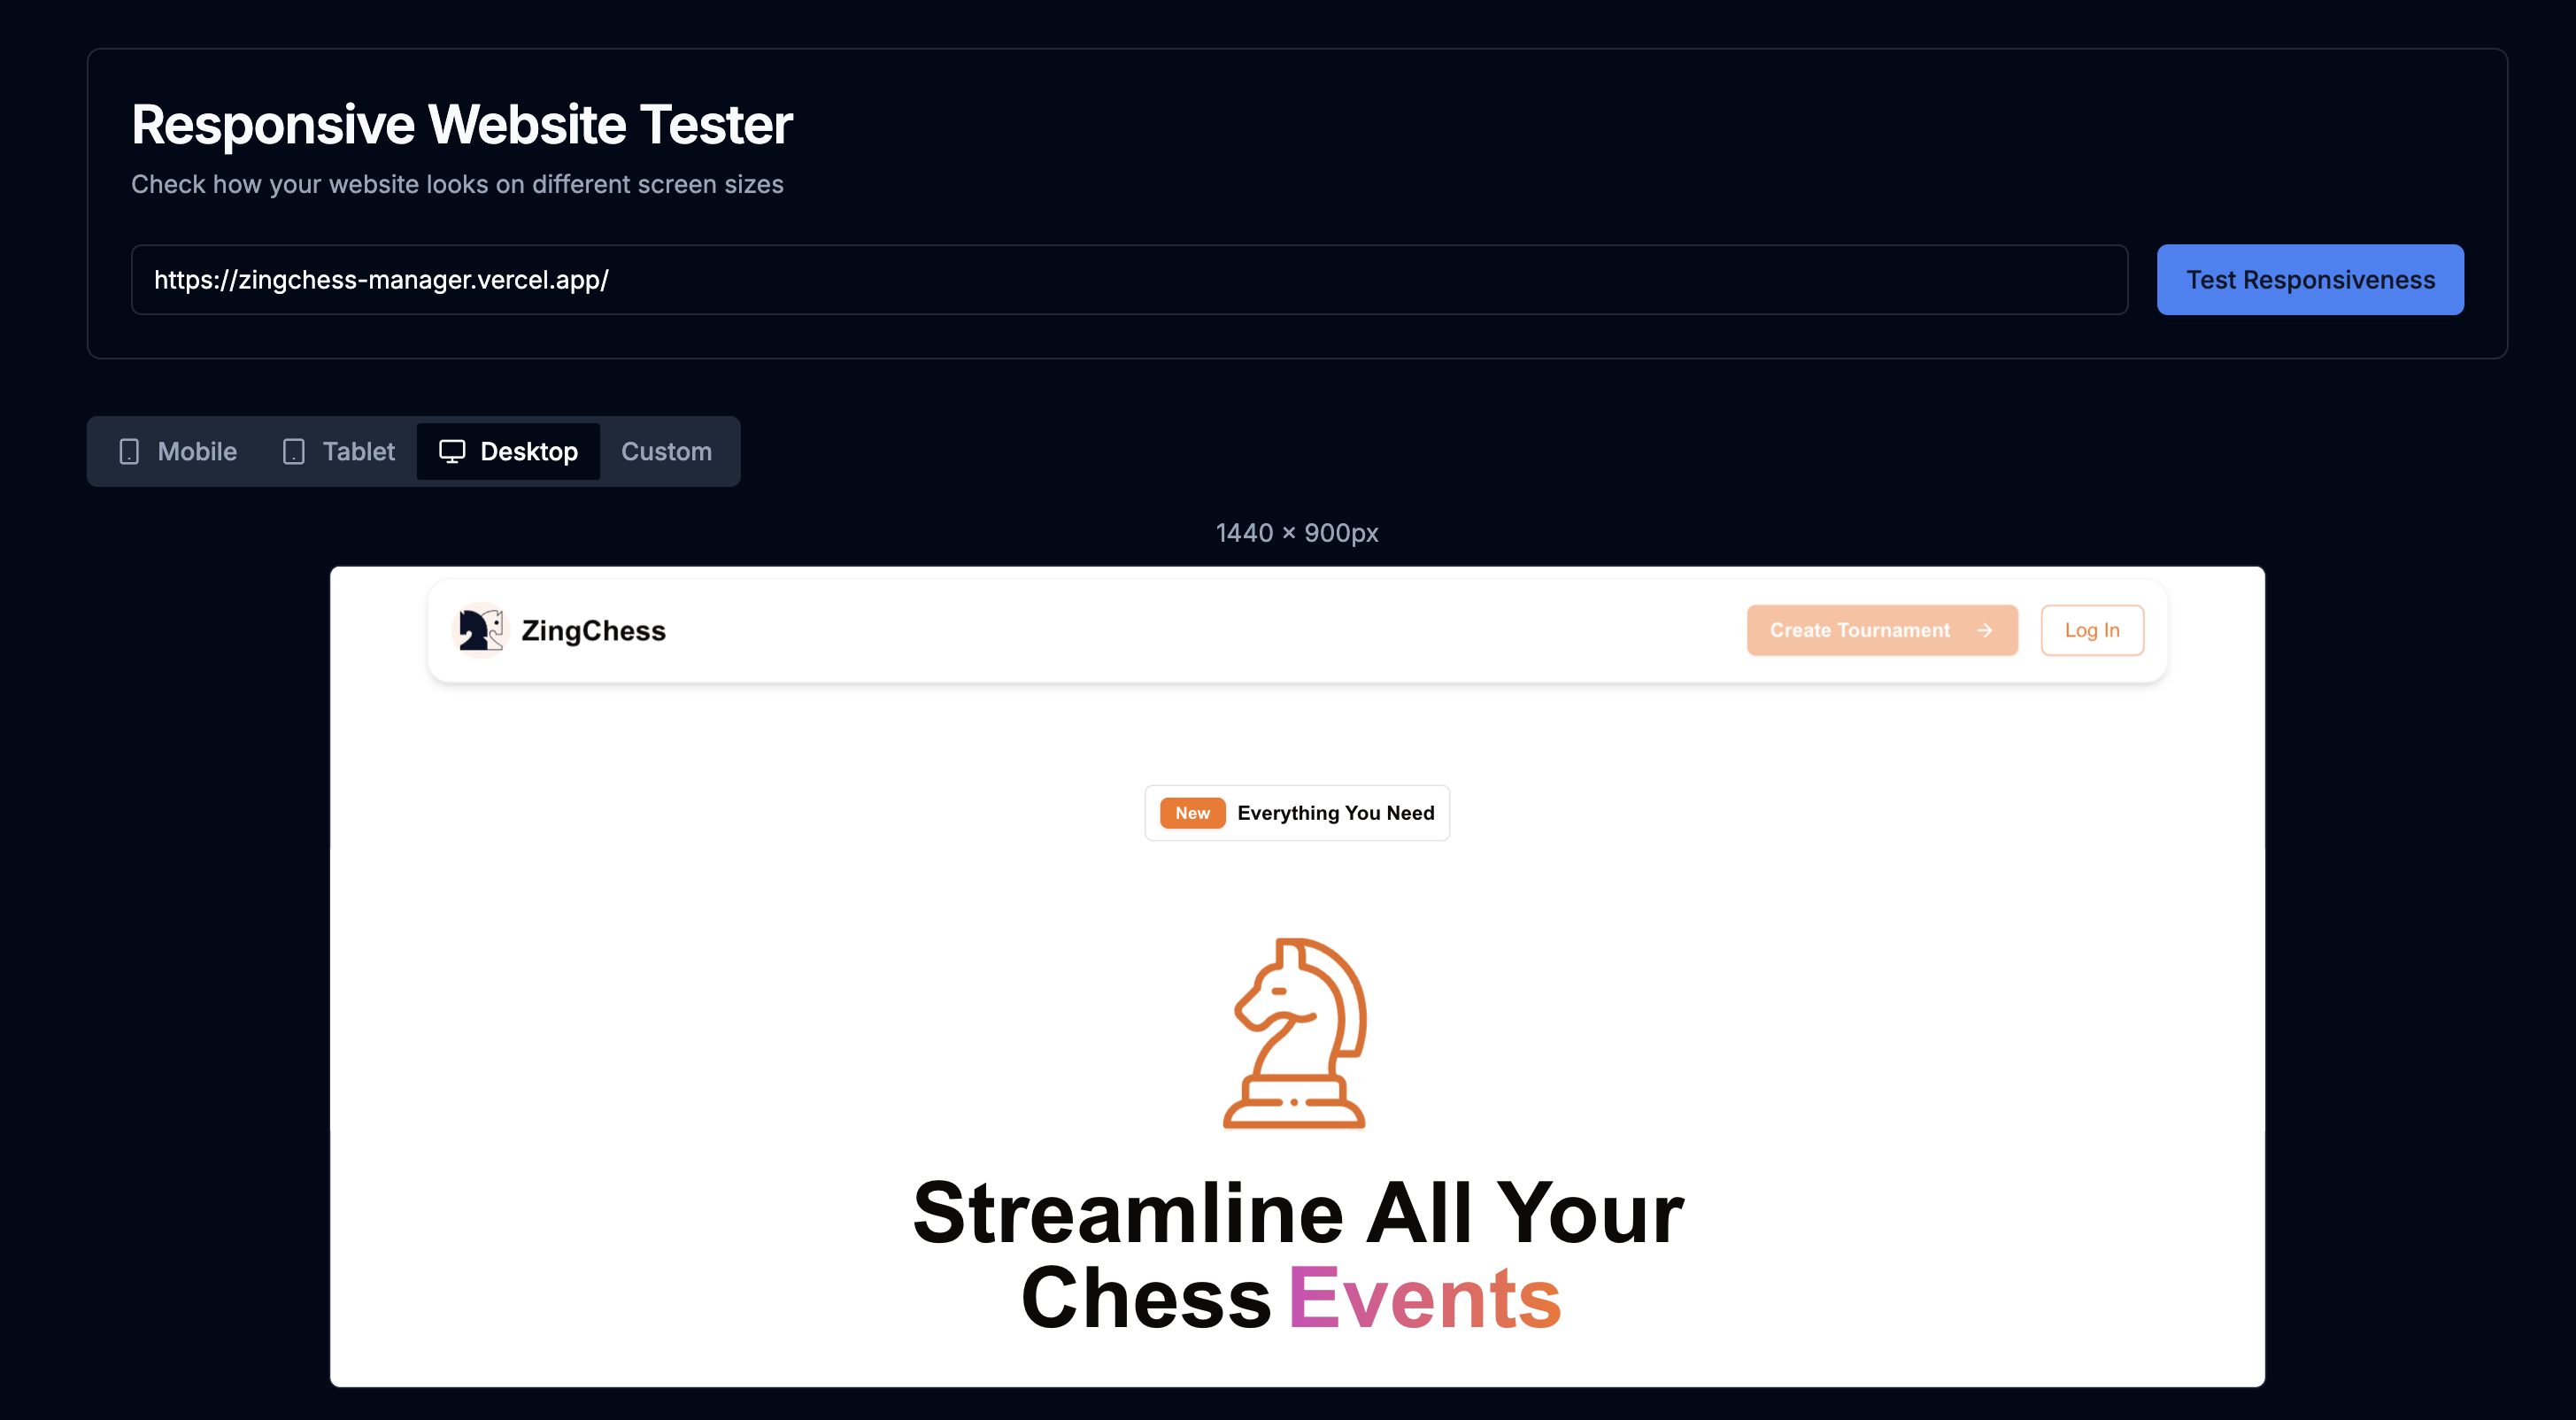 Responsive Website Tester
Check how your website looks on different screen sizes
https://zingchess-manager.vercel.app/
Test Responsiveness
Mobile
Tablet
Desktop
Custom
1440 × 900px
ZingChess
Create Tournament
Log In
New Everything You Need
Streamline All Your
Chess Events